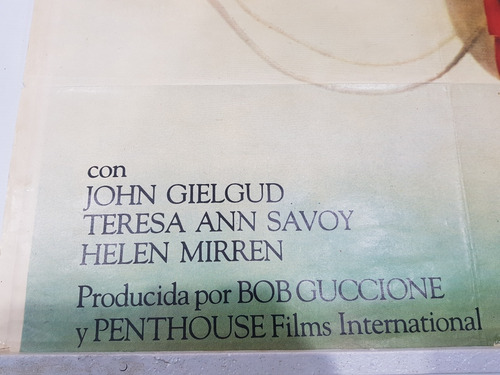 con
JOHN GIELGUD
TERESA ANN SAVOY
HELEN MIRREN
Producida por BOB GUCCIONE
y PENTHOUSE Films International